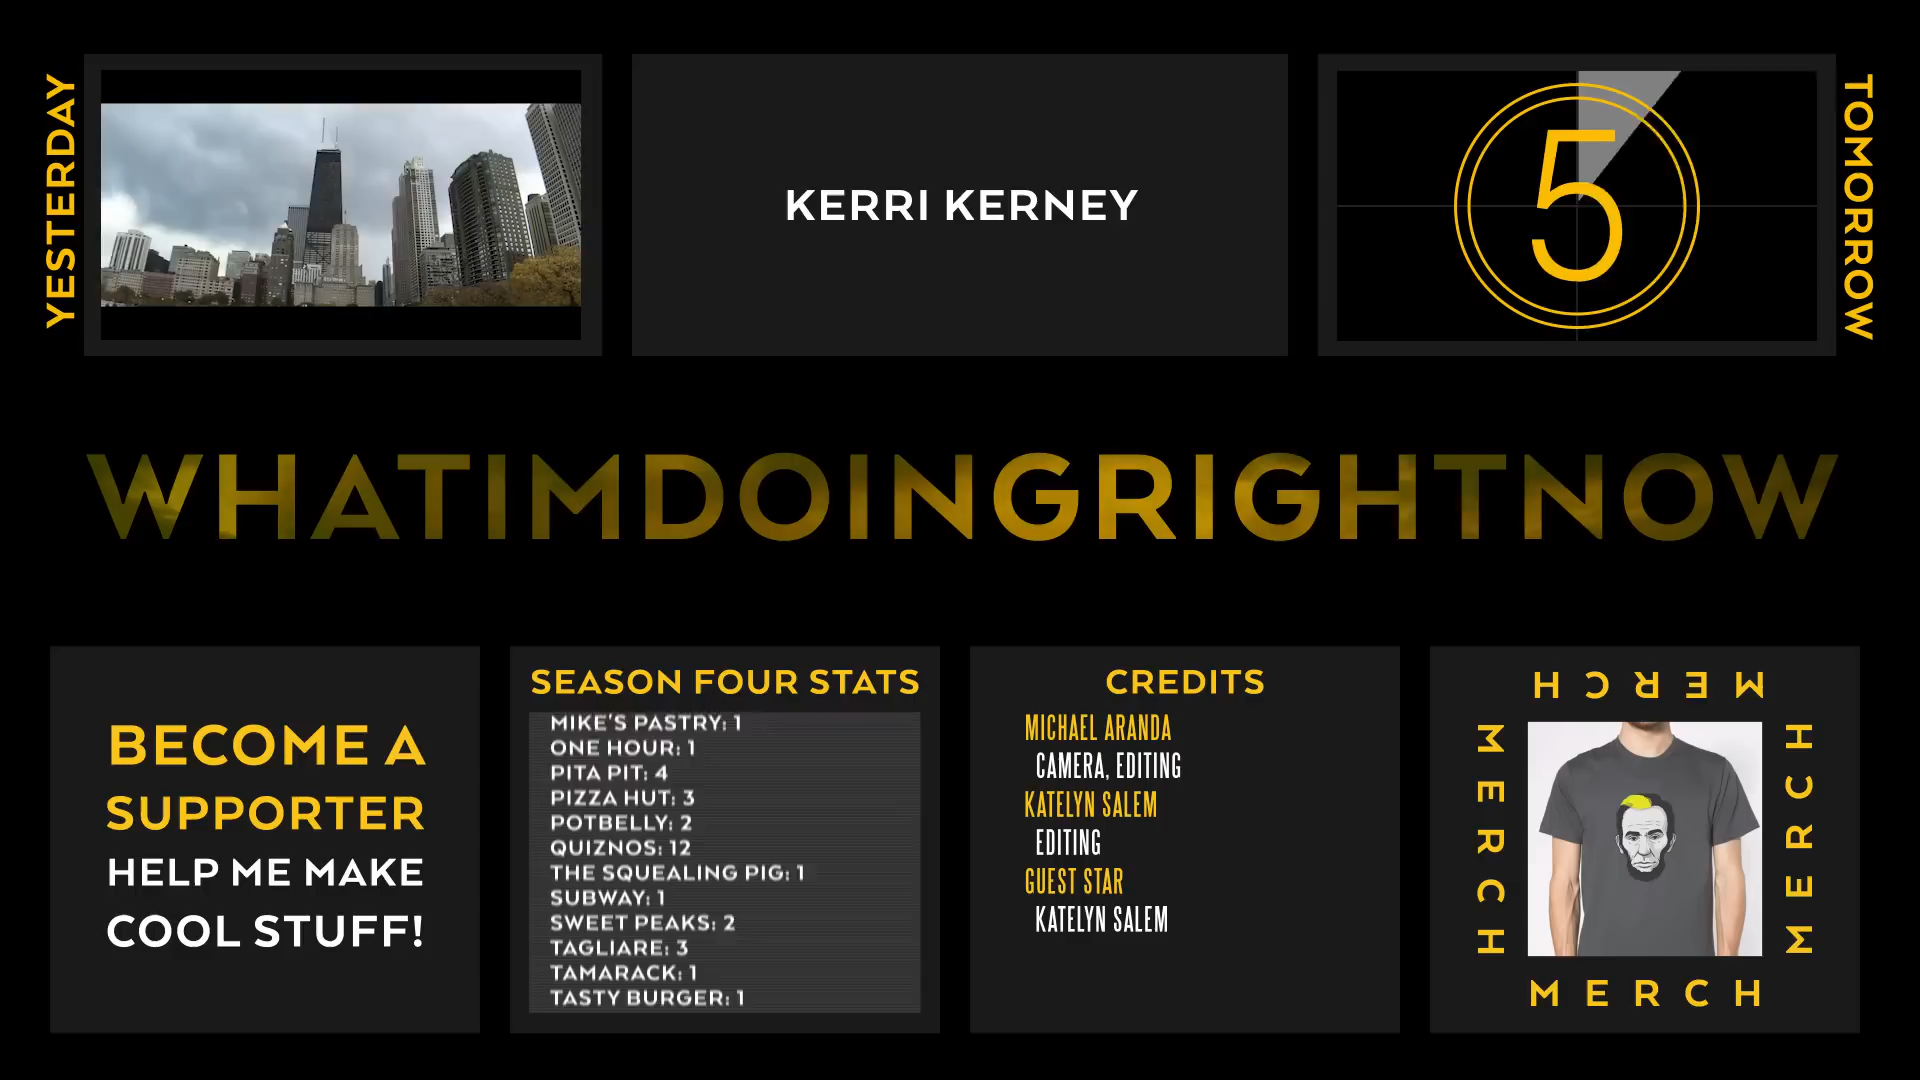 YESTERDAY
KERRI KERNEY
5
TOMORROW
WHATIMDOINGRIGHTNOW
BECOME A
SUPPORTER
HELP ME MAKE
COOL STUFF!
SEASON FOUR STATS
MIKE'S PASTRY: 1
ONE HOUR: 1
PITA PIT: 4
PIZZA HUT: 3
POTBELLY: 2
QUIZNOS: 12
THE SQUEALING PIG: 1
SUBWAY: 1
SWEET PEAKS: 2
TAGLIARE: 3
TAMARACK: 1
TASTY BURGER: 1
CREDITS
MICHAEL ARANDA
CAMERA, EDITING
KATELYN SALEM
EDITING
GUEST STAR
KATELYN SALEM
MERCH
MERCH
MERCH
MERCH